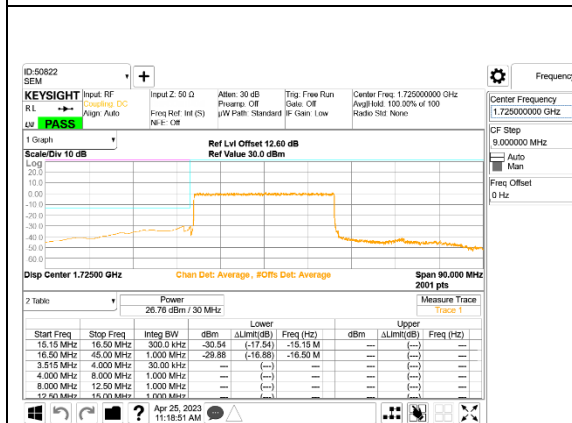 ID:50822
SEM
Frequency
KEYSIGHT Input: RF Input Z: 50 Ω Atten: 30 dB Trig: Free Run Center Freq: 1.725000000 GHz
RL Coupling: DC Preamp: Off Gate: Off Avg|Hold: 100.00% of 100
Align: Auto Freq Ref: Int (S) µW Path: Standard IF Gain: Low Radio Std: None
NFE: Off
PASS
Center Frequency
1.725000000 GHz
CF Step
9.000000 MHz
Auto
Man
Freq Offset
0 Hz
1 Graph
Ref Lvl Offset 12.60 dB
Scale/Div 10 dB Ref Value 30.0 dBm
Log
20.0
10.0
0.00
-10.0
-20.0
-30.0
-40.0
-50.0
-60.0
Disp Center 1.72500 GHz Chan Det: Average , #Offs Det: Average Span 90.000 MHz
2001 pts
2 Table Power Measure Trace
26.76 dBm / 30 MHz Trace 1
Lower Upper
Start Freq Stop Freq Integ BW dBm ΔLimit(dB) Freq (Hz) dBm ΔLimit(dB) Freq (Hz)
15.15 MHz 16.50 MHz 300.0 kHz -30.54 (-17.54) -15.15 M --- (---) ---
16.50 MHz 45.00 MHz 1.000 MHz -29.88 (-16.88) -16.50 M --- (---) ---
3.515 MHz 4.000 MHz 30.00 kHz --- (---) --- --- (---) ---
4.000 MHz 8.000 MHz 1.000 MHz --- (---) --- --- (---) ---
8.000 MHz 12.50 MHz 1.000 MHz --- (---) --- --- (---) ---
12.50 MHz 15.00 MHz 1.000 MHz --- (---) --- --- (---) ---
? Apr 25, 2023
11:18:51 AM